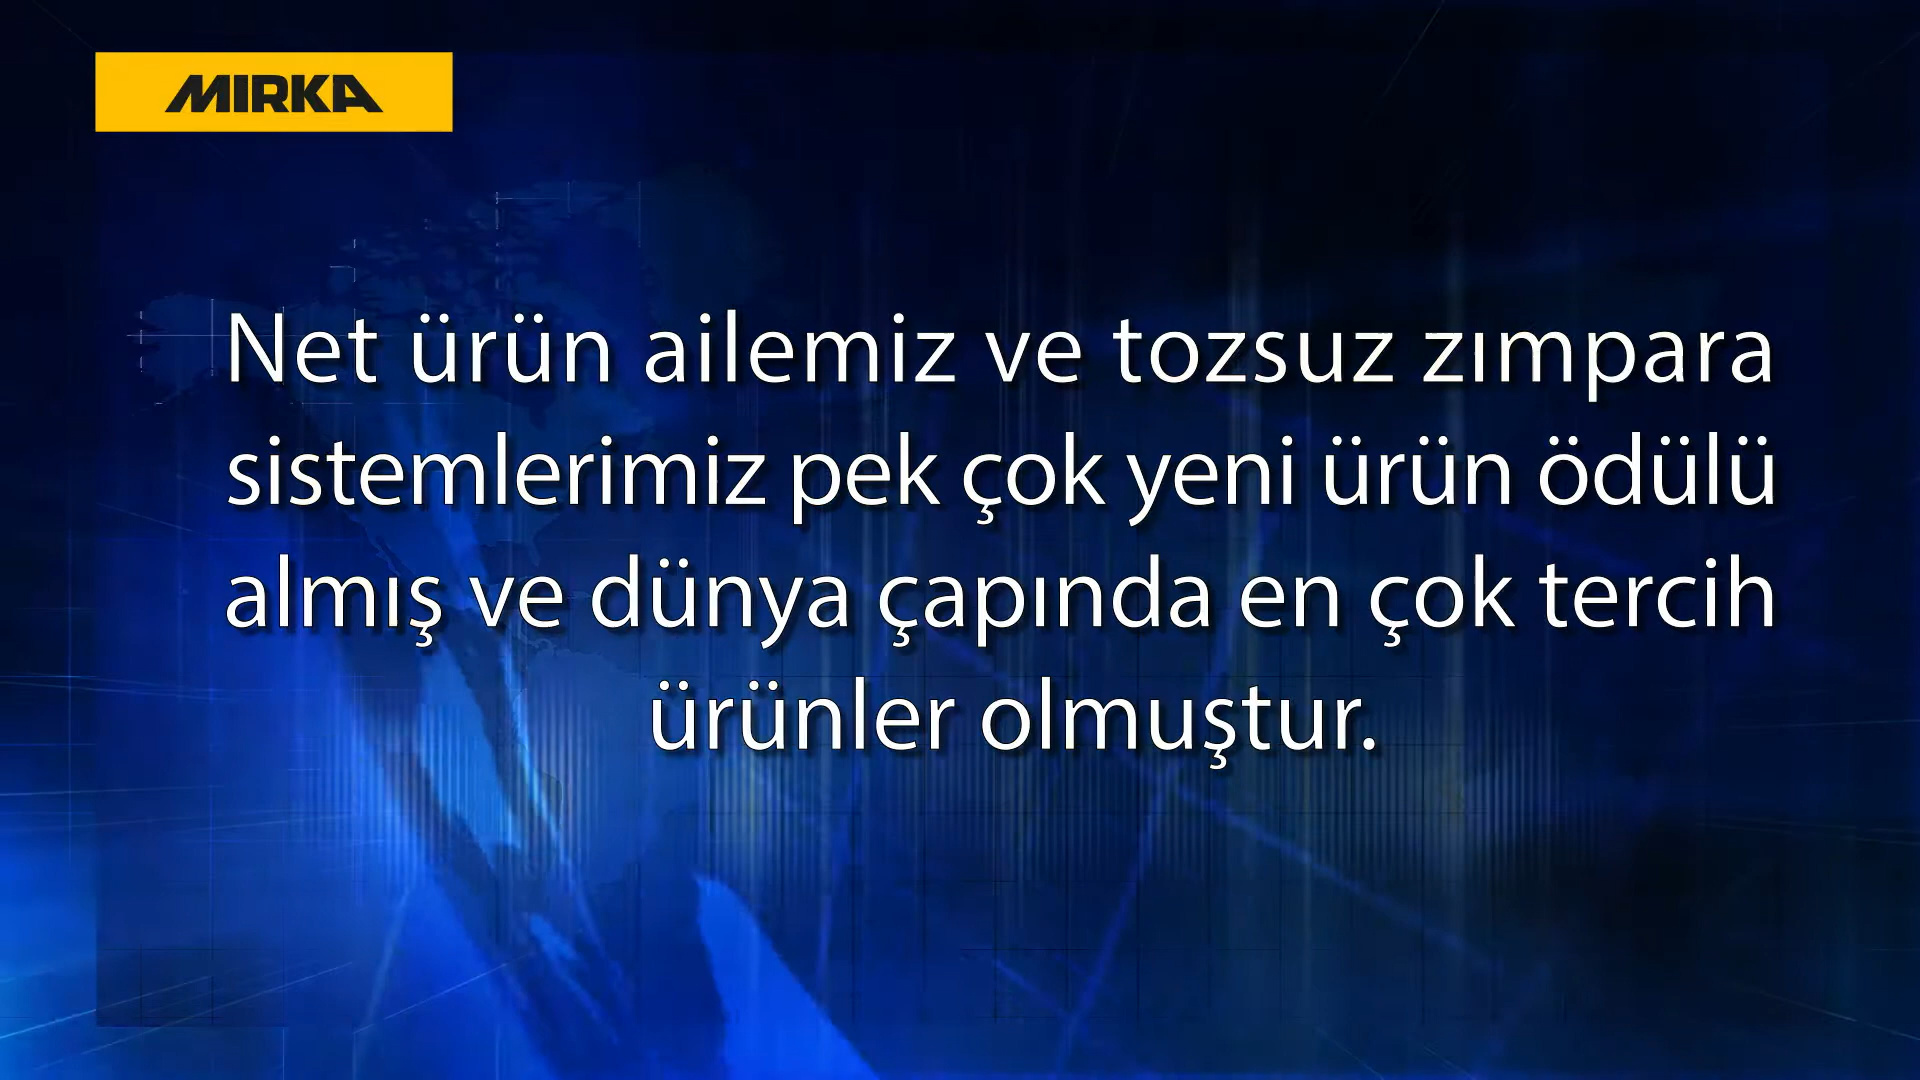 MIRKA
Net ürün ailemiz ve tozsuz zımpara
sistemlerimiz pek çok yeni ürün ödülü
almış ve dünya çapında en çok tercih
ürünler olmuştur.